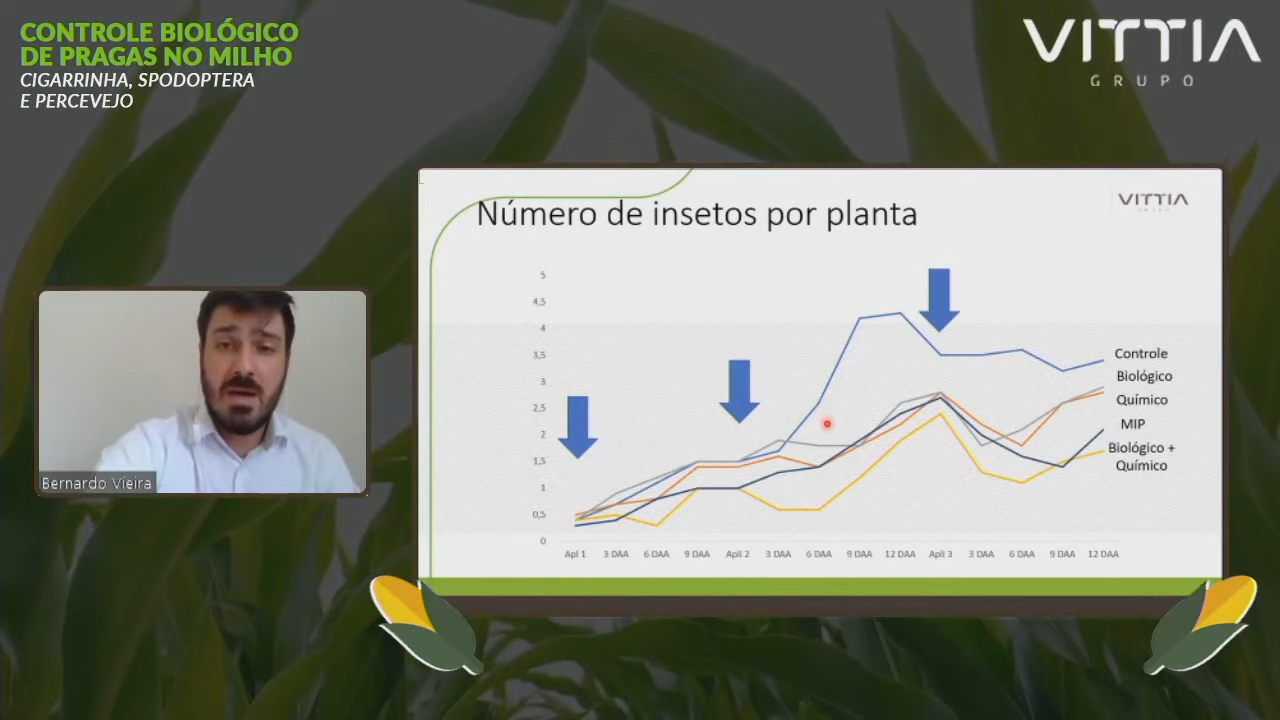 CONTROLE BIOLÓGICO
DE PRAGAS NO MILHO
CIGARRINHA, SPODOPTERA
E PERCEVEJO
VITTIA
GRUPO
Bernardo Vieira
Número de insetos por planta
VITTIA
5
4,5
4
3,5
3
2,5
2
1,5
1
0,5
0
Apl 1 3 DAA 6 DAA 9 DAA Apli 2 3 DAA 6 DAA 9 DAA 12 DAA Apli 3 3 DAA 6 DAA 9 DAA 12 DAA
Controle
Biológico
Químico
MIP
Biológico +
Químico